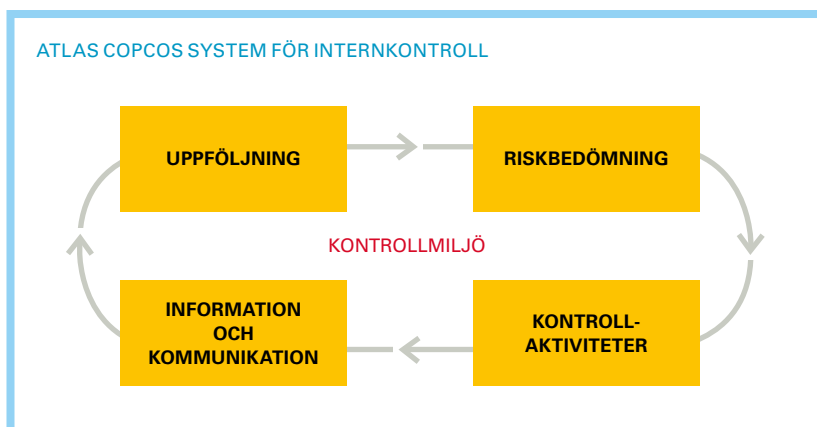 ATLAS COPCOS SYSTEM FÖR INTERNKONTROLL
UPPFÖLJNING
RISKBEDÖMNING
KONTROLLMILJÖ
INFORMATION
OCH
KOMMUNIKATION
KONTROLL-
AKTIVITETER